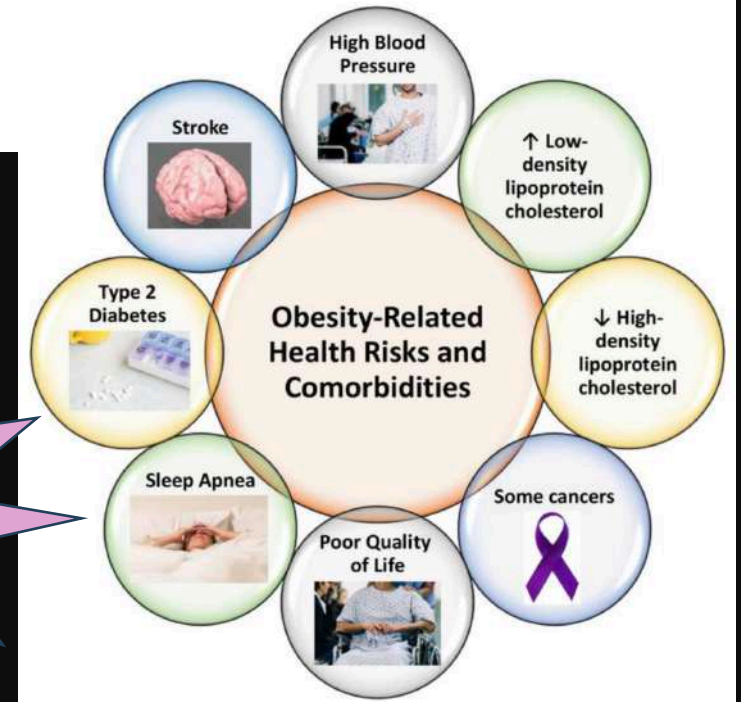 High Blood
Pressure
↑ Low-
density
lipoprotein
cholesterol
↓ High-
density
lipoprotein
cholesterol
Some cancers
Poor Quality
of Life
Sleep Apnea
Type 2
Diabetes
Stroke
Obesity-Related
Health Risks and
Comorbidities